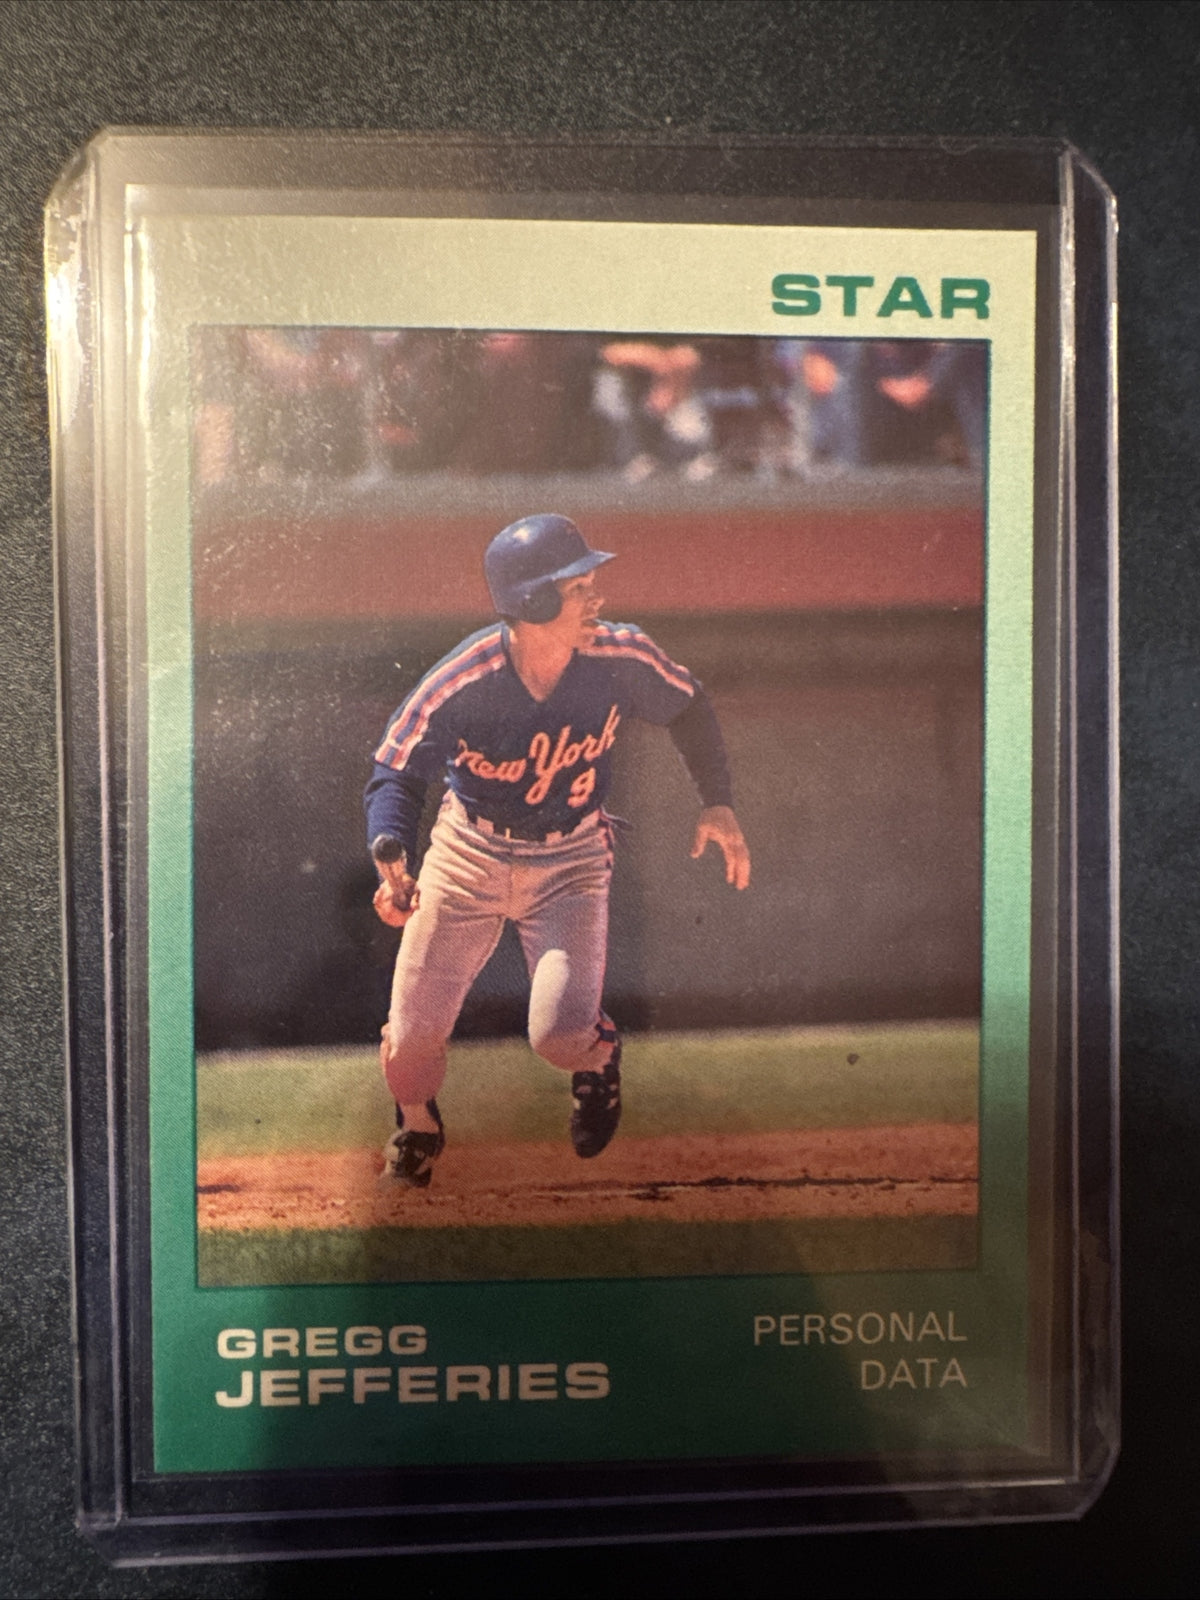 STAR
New York
9
GREGG
JEFFERIES
PERSONAL
DATA